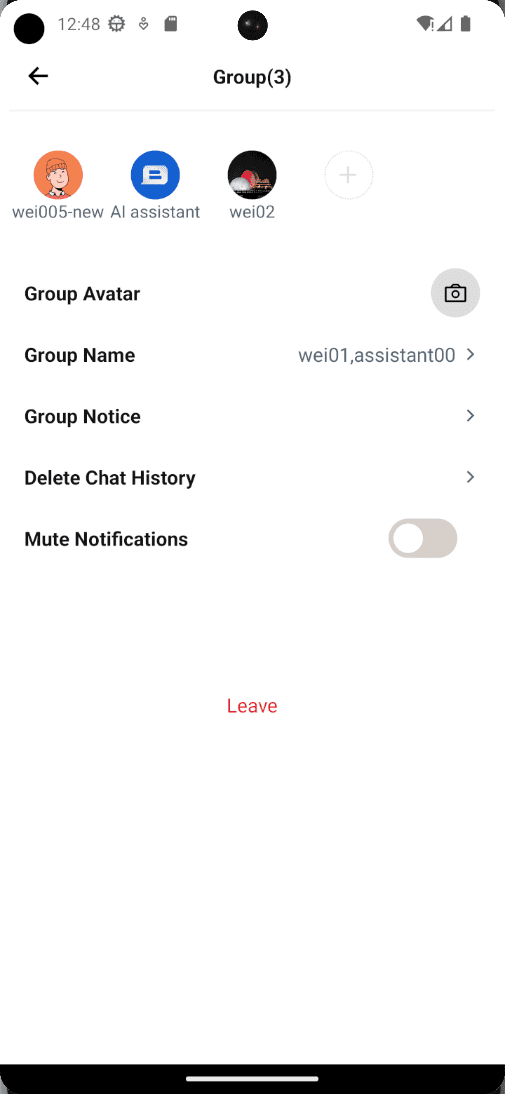 12:48
Group(3)
wei005-new AI assistant wei02
Group Avatar
Group Name wei01,assistant00
Group Notice
Delete Chat History
Mute Notifications
Leave